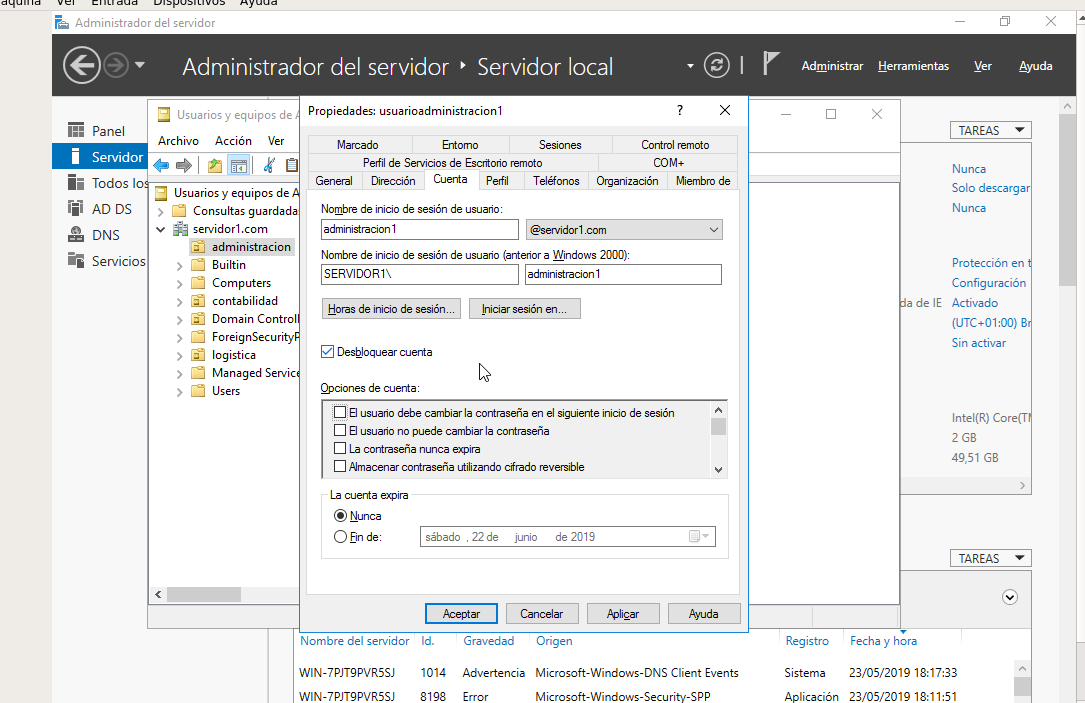 aquina Ver Entrada Dispositivos Ayuda
Administrador del servidor
Administrador del servidor ‣ Servidor local
Administrar Herramientas Ver Ayuda
Panel
Servidor
Todos los
AD DS
DNS
Servicios
Usuarios y equipos de A
Archivo Acción Ver
Usuarios y equipos de A
Consultas guardada
servidor1.com
administracion
Builtin
Computers
contabilidad
Domain Controll
ForeignSecurityP
logistica
Managed Service
Users
Propiedades: usuarioadministracion1
?
Marcado Entorno Sesiones Control remoto
Perfil de Servicios de Escritorio remoto COM+
General Dirección Cuenta Perfil Teléfonos Organización Miembro de
Nombre de inicio de sesión de usuario:
administracion1 @servidor1.com
Nombre de inicio de sesión de usuario (anterior a Windows 2000):
SERVIDOR1\ administracion1
Horas de inicio de sesión... Iniciar sesión en...
Desbloquear cuenta
Opciones de cuenta:
El usuario debe cambiar la contraseña en el siguiente inicio de sesión
El usuario no puede cambiar la contraseña
La contraseña nunca expira
Almacenar contraseña utilizando cifrado reversible
La cuenta expira
Nunca
Fin de: sábado , 22 de junio de 2019
Aceptar Cancelar Aplicar Ayuda
TAREAS
Nunca
Solo descargar
Nunca
Protección en t
Configuración
da de IE Activado
(UTC+01:00) Br
Sin activar
Intel(R) Core(TM
2 GB
49,51 GB
TAREAS
Nombre del servidor Id. Gravedad Origen Registro Fecha y hora
WIN-7PJT9PVR5SJ 1014 Advertencia Microsoft-Windows-DNS Client Events Sistema 23/05/2019 18:17:33
WIN-7PJT9PVR5SJ 8198 Error Microsoft-Windows-Security-SPP Aplicación 23/05/2019 18:11:51